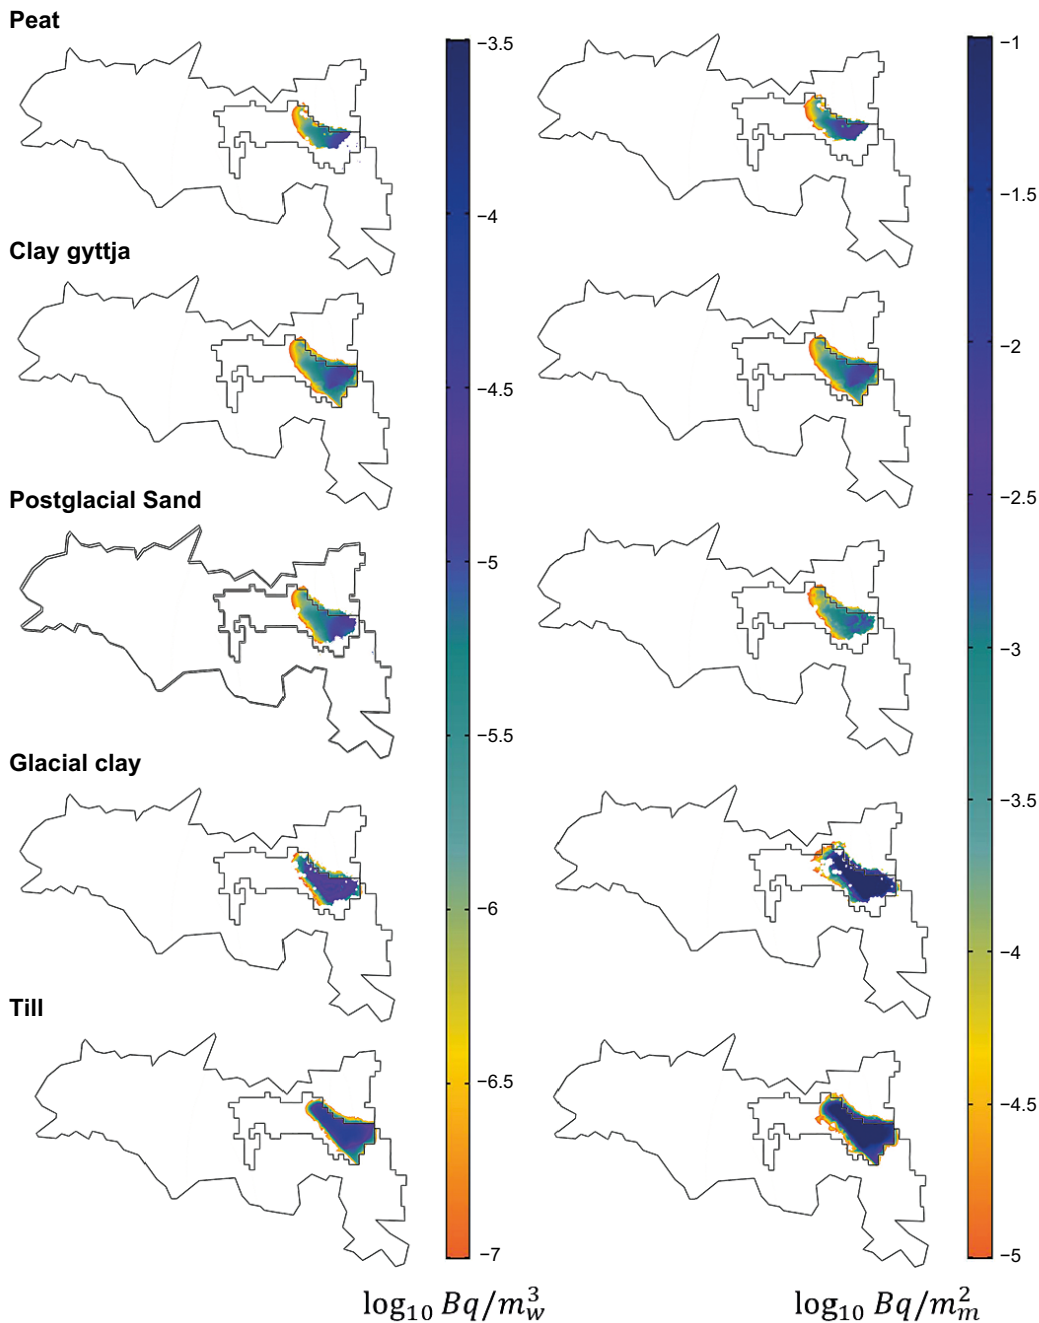 Peat
−3.5
−1
−1.5
−4
Clay gyttja
−2
−4.5
Postglacial Sand
−2.5
−5
−3
−5.5
Glacial clay
−3.5
−6
−4
Till
−6.5
−4.5
−7
−5
log₁₀ Bq/m³w
log₁₀ Bq/m²m